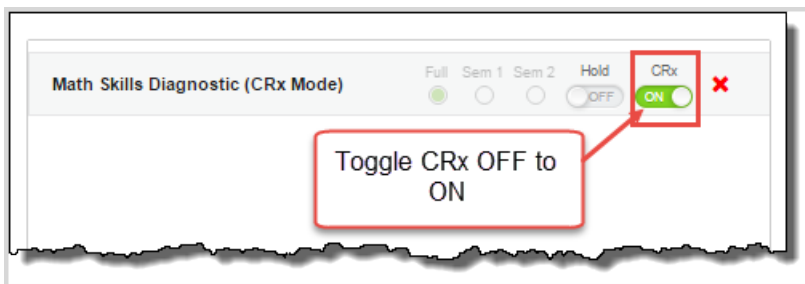 Full Sem 1 Sem 2 Hold CRx
Math Skills Diagnostic (CRx Mode)
OFF ON
Toggle CRx OFF to
ON